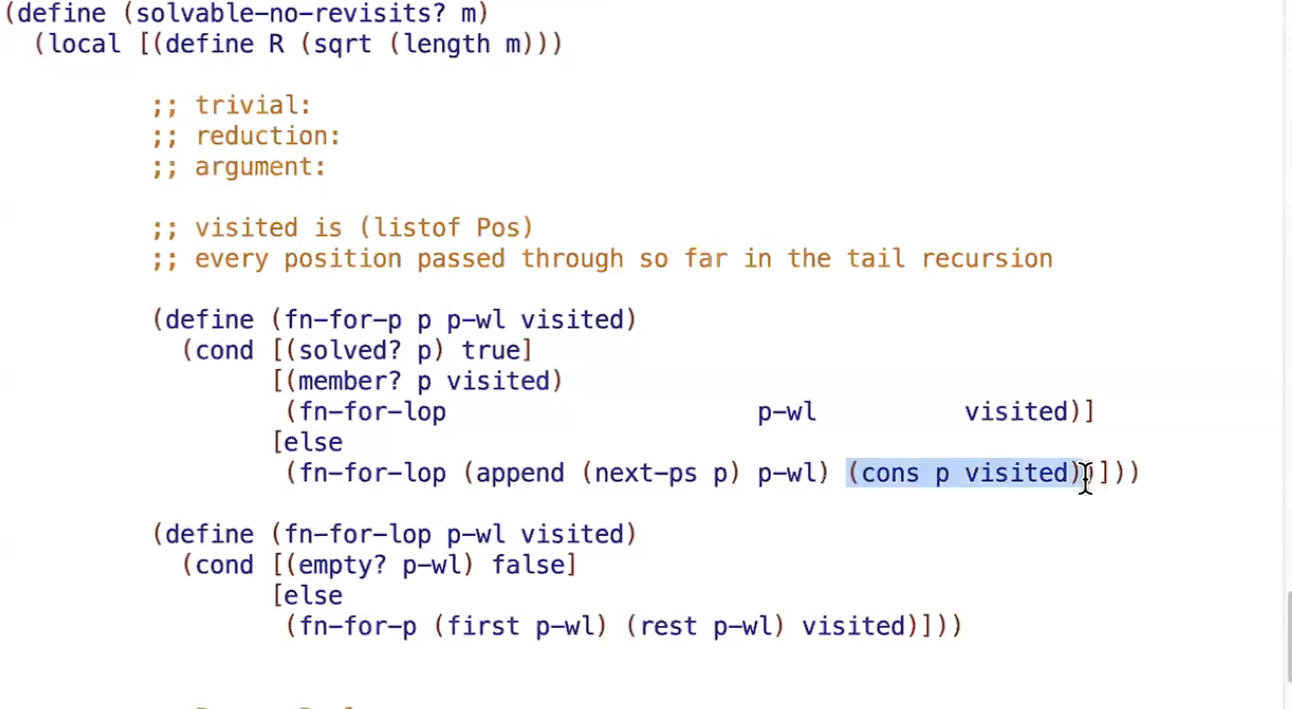 (define (solvable-no-revisits? m)
(local [(define R (sqrt (length m)))
;; trivial:
;; reduction:
;; argument:
;; visited is (listof Pos)
;; every position passed through so far in the tail recursion
(define (fn-for-p p p-wl visited)
(cond [(solved? p) true]
[(member? p visited)
(fn-for-lop p-wl visited)]
[else
(fn-for-lop (append (next-ps p) p-wl) (cons p visited))]))
(define (fn-for-lop p-wl visited)
(cond [(empty? p-wl) false]
[else
(fn-for-p (first p-wl) (rest p-wl) visited)]))